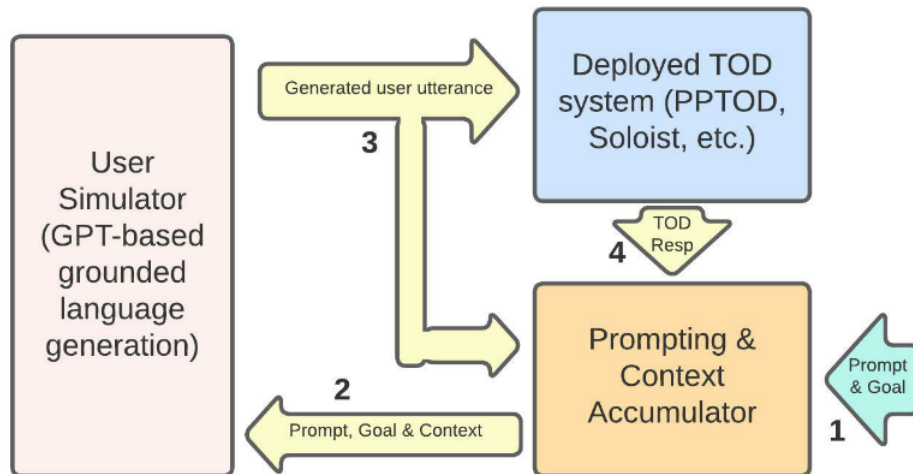 User
Simulator
(GPT-based
grounded
language
generation)
Generated user utterance
3
Deployed TOD
system (PPTOD,
Soloist, etc.)
4
TOD
Resp
Prompting &
Context
Accumulator
Prompt
& Goal
1
2
Prompt, Goal & Context